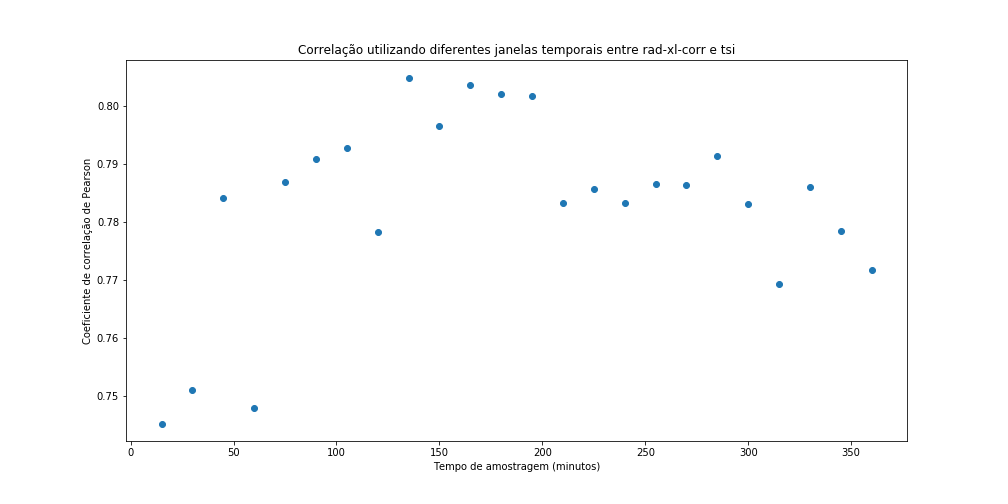 Correlação utilizando diferentes janelas temporais entre rad-xl-corr e tsi
0.80
0.79
0.78
0.77
0.76
0.75
Coeficiente de correlação de Pearson
0 50 100 150 200 250 300 350
Tempo de amostragem (minutos)